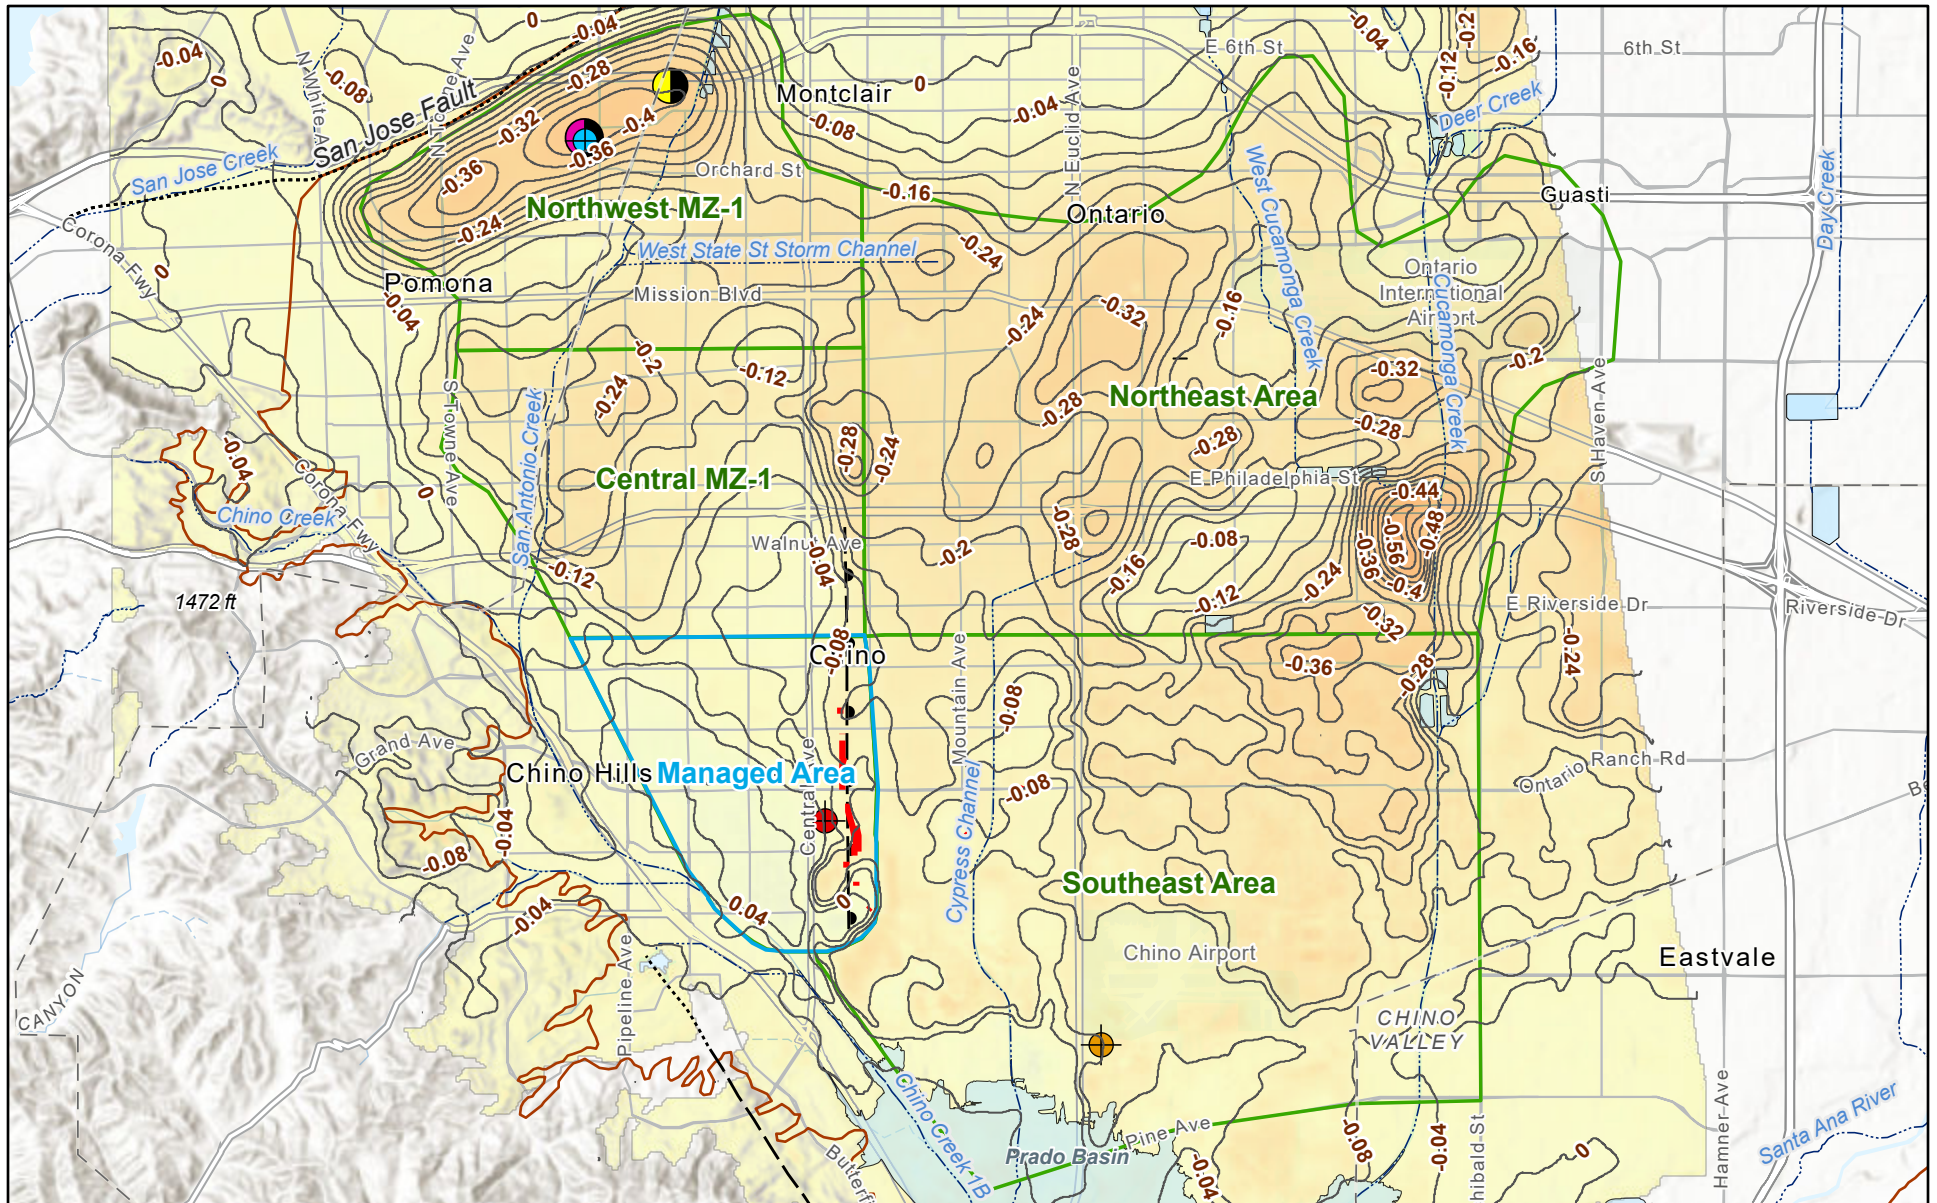 0
-0.04
-0.04
-0.2
-0.04
-0.16
6th St
E 6th St
N White A
-0.04
0
-0.08
-0.28
-0.12
Montclair
0
-0.04
N Euclid Ave
Deer Creek
San Jose Fault
-0.32
-0.4
-0.08
San Jose Creek
-0.36
-0.36
Orchard St
-0.16
West Cucamonga Creek
Guasti
Day Creek
Northwest MZ-1
Ontario
Corona Fwy
-0.24
West State St Storm Channel
-0.24
Ontario
International
Airport
0
Pomona
Mission Blvd
-0.04
-0.24
-0.32
-0.16
Cucamonga Creek
-0.2
-0.12
-0.32
-0.2
S Haven Ave
S Towne Ave
-0.24
-0.28
Northeast Area
San Antonio Creek
-0.28
-0.24
-0.28
-0.28
-0.04
Corona Fwy
Central MZ-1
E Philadelphia St
0
-0.44
Chino Creek
-0.28
-0.48
-0.56
-0.36
Walnut Ave
-0.04
-0.2
-0.08
-0.12
-0.16
-0.24
-0.4
1472 ft
-0.12
E Riverside Dr
Riverside Dr
-0.32
-0.08
Chino
Mountain Ave
-0.36
-0.28
-0.24
-0.08
Grand Ave
Chino Hills
Managed Area
Central Ave
-0.08
Ontario Ranch Rd
-0.04
-0.08
Cypress Channel
Southeast Area
-0.04
0.04
0
Chino Airport
Eastvale
Pipeline Ave
CANYON
CHINO
VALLEY
Chino Creek 1B
Pine Ave
Prado Basin
-0.04
-0.08
-0.04
hibald St
0
Hamner Ave
Santa Ana River
Butterf